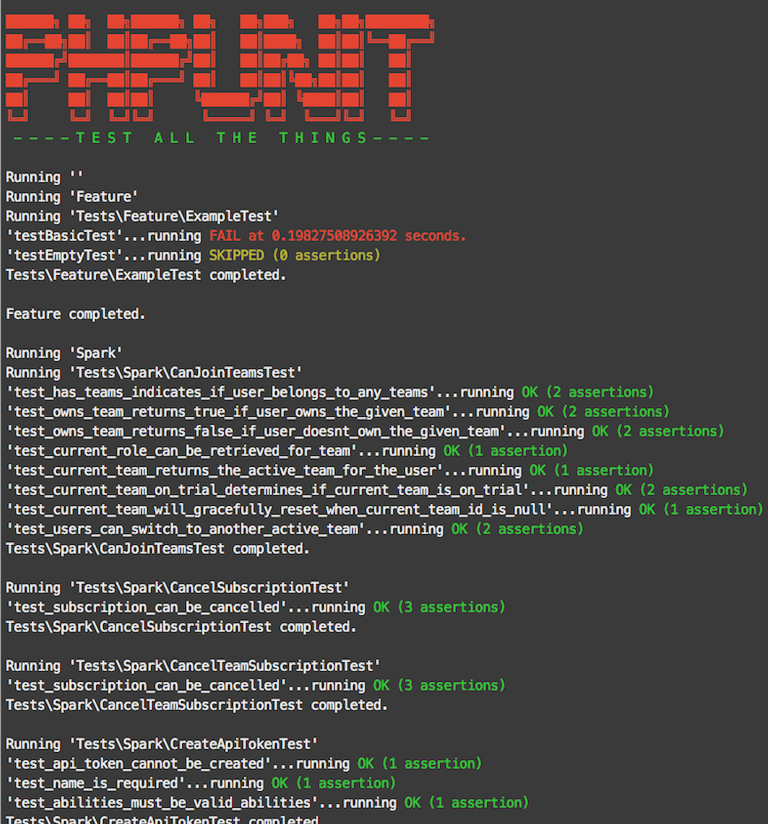 PHPUNIT
----TEST ALL THE THINGS----
Running ''
Running 'Feature'
Running 'Tests\Feature\ExampleTest'
'testBasicTest'...running FAIL at 0.19827508926392 seconds.
'testEmptyTest'...running SKIPPED (0 assertions)
Tests\Feature\ExampleTest completed.
Feature completed.
Running 'Spark'
Running 'Tests\Spark\CanJoinTeamsTest'
'test_has_teams_indicates_if_user_belongs_to_any_teams'...running OK (2 assertions)
'test_owns_team_returns_true_if_user_owns_the_given_team'...running OK (2 assertions)
'test_owns_team_returns_false_if_user_doesnt_own_the_given_team'...running OK (2 assertions)
'test_current_role_can_be_retrieved_for_team'...running OK (1 assertion)
'test_current_team_returns_the_active_team_for_the_user'...running OK (1 assertion)
'test_current_team_on_trial_determines_if_current_team_is_on_trial'...running OK (2 assertions)
'test_current_team_will_gracefully_reset_when_current_team_id_is_null'...running OK (1 assertion)
'test_users_can_switch_to_another_active_team'...running OK (2 assertions)
Tests\Spark\CanJoinTeamsTest completed.
Running 'Tests\Spark\CancelSubscriptionTest'
'test_subscription_can_be_cancelled'...running OK (3 assertions)
Tests\Spark\CancelSubscriptionTest completed.
Running 'Tests\Spark\CancelTeamSubscriptionTest'
'test_subscription_can_be_cancelled'...running OK (3 assertions)
Tests\Spark\CancelTeamSubscriptionTest completed.
Running 'Tests\Spark\CreateApiTokenTest'
'test_api_token_cannot_be_created'...running OK (1 assertion)
'test_name_is_required'...running OK (1 assertion)
'test_abilities_must_be_valid_abilities'...running OK (1 assertion)
Tests\Spark\CreateApiTokenTest completed